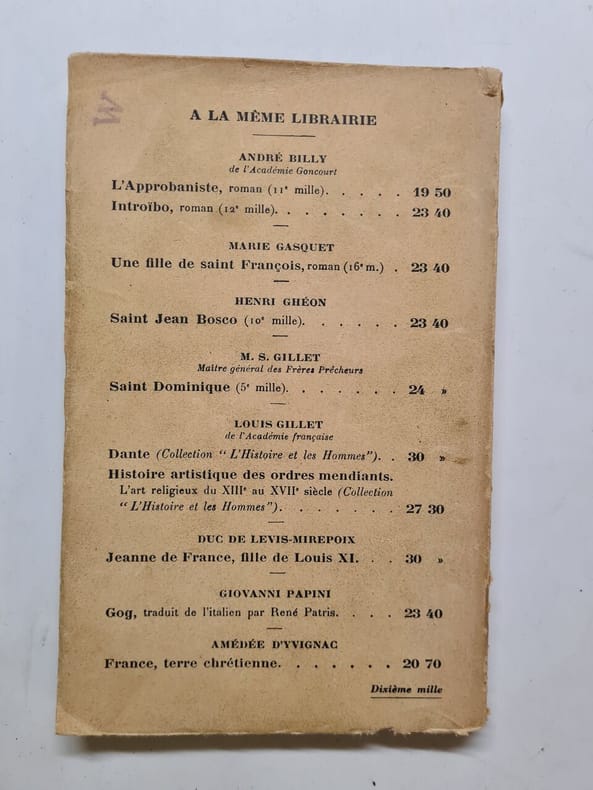 A LA MÊME LIBRAIRIE
ANDRÉ BILLY
de l'Académie Goncourt
L'Approbaniste, roman (11e mille). . . . . 19 50
Introïbo, roman (12e mille). . . . . . . . 23 40
MARIE GASQUET
Une fille de saint François, roman (16e m.) . 23 40
HENRI GHÉON
Saint Jean Bosco (10e mille). . . . . . 23 40
M. S. GILLET
Maître général des Frères Prêcheurs
Saint Dominique (5e mille). . . . . . . 24 »
LOUIS GILLET
de l'Académie française
Dante (Collection " L'Histoire et les Hommes"). . 30 »
Histoire artistique des ordres mendiants.
L'art religieux du XIIIe au XVIIe siècle (Collection
" L'Histoire et les Hommes"). . . . . . . 27 30
DUC DE LEVIS-MIREPOIX
Jeanne de France, fille de Louis XI. . . 30 »
GIOVANNI PAPINI
Gog, traduit de l'italien par René Patris. . . . 23 40
AMÉDÉE D'YVIGNAC
France, terre chrétienne. . . . . . . 20 70
Dixième mille